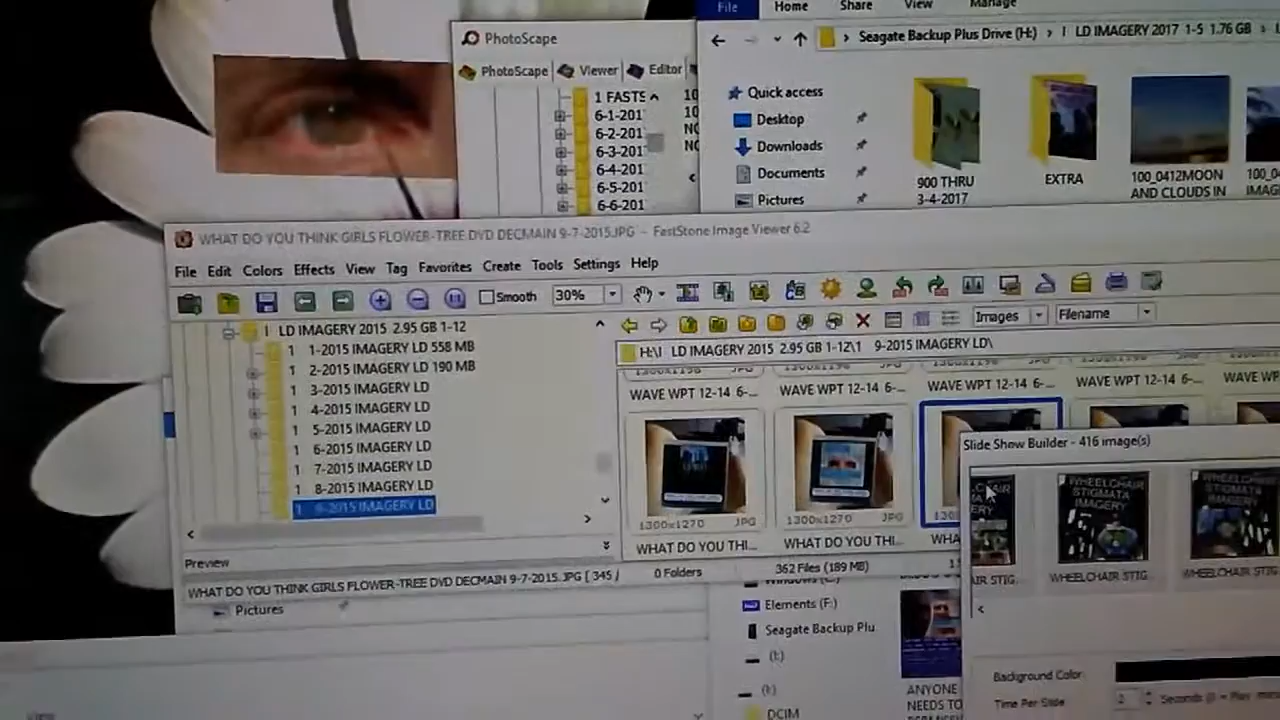 File Home Share View Manage
PhotoScape
Seagate Backup Plus Drive (H:) > I LD IMAGERY 2017 1-5 1.76 GB >
PhotoScape Viewer Editor
Quick access
Desktop
Downloads
Documents
Pictures
1 FASTS
6-1-201
6-2-201
6-3-201
6-4-201
6-5-201
6-6-201
900 THRU
3-4-2017
EXTRA
100_0412MOON
AND CLOUDS IN
WHAT DO YOU THINK GIRLS FLOWER-TREE DVD DECMAIN 9-7-2015.JPG - FastStone Image Viewer 6.2
File Edit Colors Effects View Tag Favorites Create Tools Settings Help
Smooth 30%
Images Filename
I LD IMAGERY 2015 2.95 GB 1-12
1 1-2015 IMAGERY LD 558 MB
1 2-2015 IMAGERY LD 190 MB
1 3-2015 IMAGERY LD
1 4-2015 IMAGERY LD
1 5-2015 IMAGERY LD
1 6-2015 IMAGERY LD
1 7-2015 IMAGERY LD
1 8-2015 IMAGERY LD
1 9-2015 IMAGERY LD
H:\I LD IMAGERY 2015 2.95 GB 1-12\1 9-2015 IMAGERY LD\
WAVE WPT 12-14 6-... WAVE WPT 12-14 6-... WAVE WPT 12-14 6-... WAVE WPT 12-14 6-... WAVE WP
1300x1270 JPG 1300x1270 JPG
WHAT DO YOU THI... WHAT DO YOU THI... WHA
Slide Show Builder - 416 image(s)
WHEELCHAIR
STIGMATA
IMAGERY
WHEELCHAIR
STIGMATA
IMAGERY
AIR STIG... WHEELCHAIR STIG... WHEELCHAIR STIG
Preview
WHAT DO YOU THINK GIRLS FLOWER-TREE DVD DECMAIN 9-7-2015.JPG [ 345 /
0 Folders 362 Files (189 MB)
Pictures
Elements (F:)
Seagate Backup Plu
(I:)
DCIM
ANYONE
NEEDS TO
Background Color:
Time Per Slide 2 Seconds